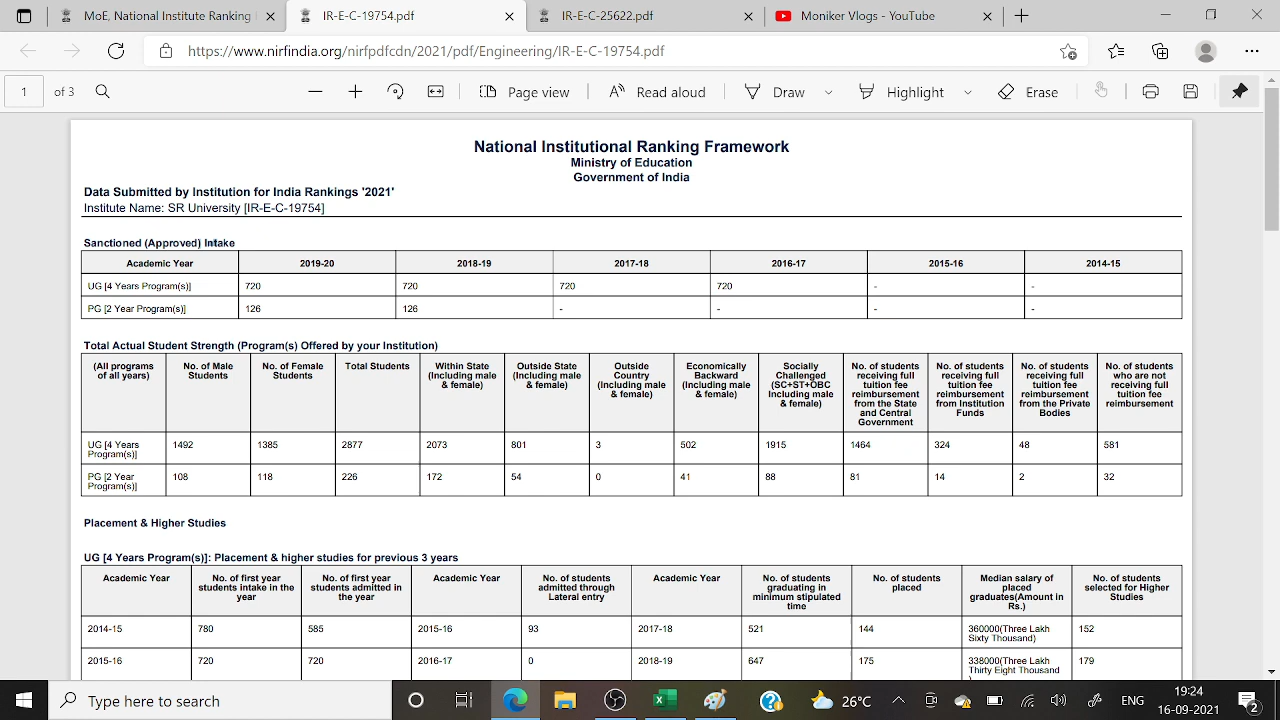 MoE, National Institute Ranking
IR-E-C-19754.pdf
IR-E-C-25622.pdf
Moniker Vlogs - YouTube
https://www.nirfindia.org/nirfpdfcdn/2021/pdf/Engineering/IR-E-C-19754.pdf
1 of 3
Page view
Read aloud
Draw
Highlight
Erase
National Institutional Ranking Framework
Ministry of Education
Government of India
Data Submitted by Institution for India Rankings '2021'
Institute Name: SR University [IR-E-C-19754]
Sanctioned (Approved) Intake
Academic Year 2019-20 2018-19 2017-18 2016-17 2015-16 2014-15
UG [4 Years Program(s)] 720 720 720 720 - -
PG [2 Year Program(s)] 126 126 - - - -
Total Actual Student Strength (Program(s) Offered by your Institution)
(All programs
of all years)
No. of Male
Students
No. of Female
Students
Total Students
Within State
(Including male
& female)
Outside State
(Including male
& female)
Outside
Country
(Including male
& female)
Economically
Backward
(Including male
& female)
Socially
Challenged
(SC+ST+OBC
Including male
& female)
No. of students
receiving full
tuition fee
reimbursement
from the State
and Central
Government
No. of students
receiving full
tuition fee
reimbursement
from Institution
Funds
No. of students
receiving full
tuition fee
reimbursement
from the Private
Bodies
No. of students
who are not
receiving full
tuition fee
reimbursement
UG [4 Years
Program(s)]
1492 1385 2877 2073 801 3 502 1915 1464 324 48 581
PG [2 Year
Program(s)]
108 118 226 172 54 0 41 88 81 14 2 32
Placement & Higher Studies
UG [4 Years Program(s)]: Placement & higher studies for previous 3 years
Academic Year
No. of first year
students intake in the
year
No. of first year
students admitted in
the year
Academic Year
No. of students
admitted through
Lateral entry
Academic Year
No. of students
graduating in
minimum stipulated
time
No. of students
placed
Median salary of
placed
graduates(Amount in
Rs.)
No. of students
selected for Higher
Studies
2014-15 780 585 2015-16 93 2017-18 521 144 360000(Three Lakh
Sixty Thousand)
152
2015-16 720 720 2016-17 0 2018-19 647 175 338000(Three Lakh
Thirty Eight Thousand
)
179
Type here to search
26°C
ENG
19:24
16-09-2021
2